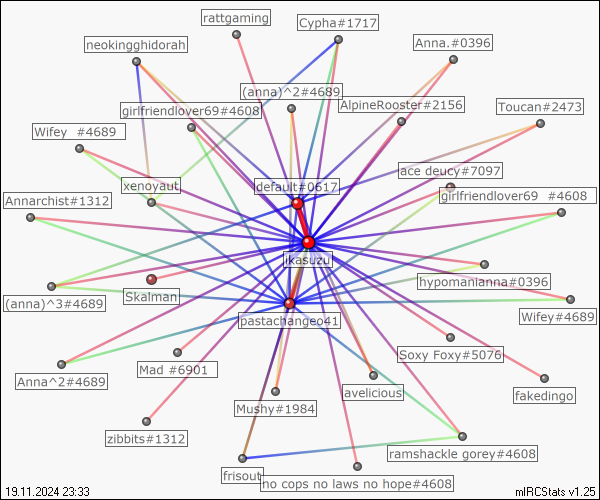 rattgaming
Cypha#1717
neokingghidorah
Anna.#0396
(anna)^2#4689
girlfriendlover69#4608
AlpineRooster#2156
Toucan#2473
Wifey  #4689
ace deucy#7097
xenoyaut
default#0617
girlfriendlover69  #4608
Annarchist#1312
ikasuzu
hypomanianna#0396
(anna)^3#4689
Skalman
pastachangeo41
Wifey#4689
Soxy Foxy#5076
Mad #6901
Anna^2#4689
avelicious
fakedingo
Mushy#1984
zibbits#1312
ramshackle gorey#4608
frisout
no cops no laws no hope#4608
19.11.2024 23:33
mIRCStats v1.25